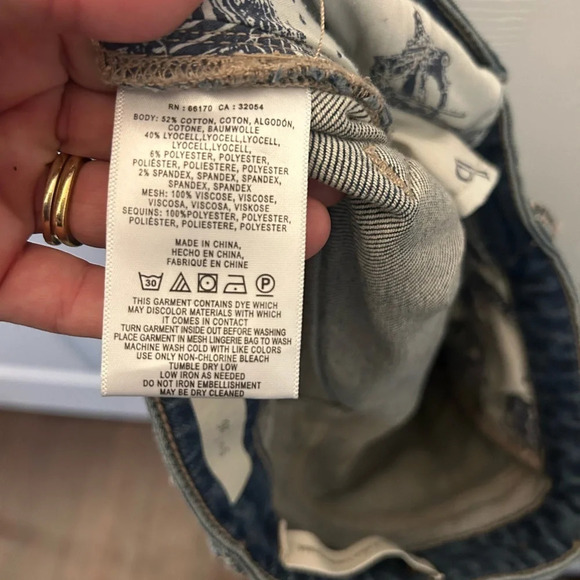 RN : 66170 CA : 32054
BODY: 52% COTTON, COTON, ALGODÓN,
COTONE, BAUMWOLLE
40% LYOCELL,LYOCELL,LYOCELL,
LYOCELL,LYOCELL
6% POLYESTER, POLYESTER,
POLIÉSTER, POLIESTERE, POLYESTER
2% SPANDEX, SPANDEX, SPANDEX,
SPANDEX, SPANDEX
MESH: 100% VISCOSE, VISCOSE,
VISCOSA, VISCOSA, VISKOSE
SEQUINS: 100%POLYESTER, POLYESTER,
POLIÉSTER, POLIESTERE, POLYESTER
MADE IN CHINA,
HECHO EN CHINA,
FABRIQUÉ EN CHINE
30 P
THIS GARMENT CONTAINS DYE WHICH
MAY DISCOLOR MATERIALS WITH WHICH
IT COMES IN CONTACT
TURN GARMENT INSIDE OUT BEFORE WASHING
PLACE GARMENT IN MESH LINGERIE BAG TO WASH
MACHINE WASH COLD WITH LIKE COLORS
USE ONLY NON-CHLORINE BLEACH
TUMBLE DRY LOW
LOW IRON AS NEEDED
DO NOT IRON EMBELLISHMENT
MAY BE DRY CLEANED